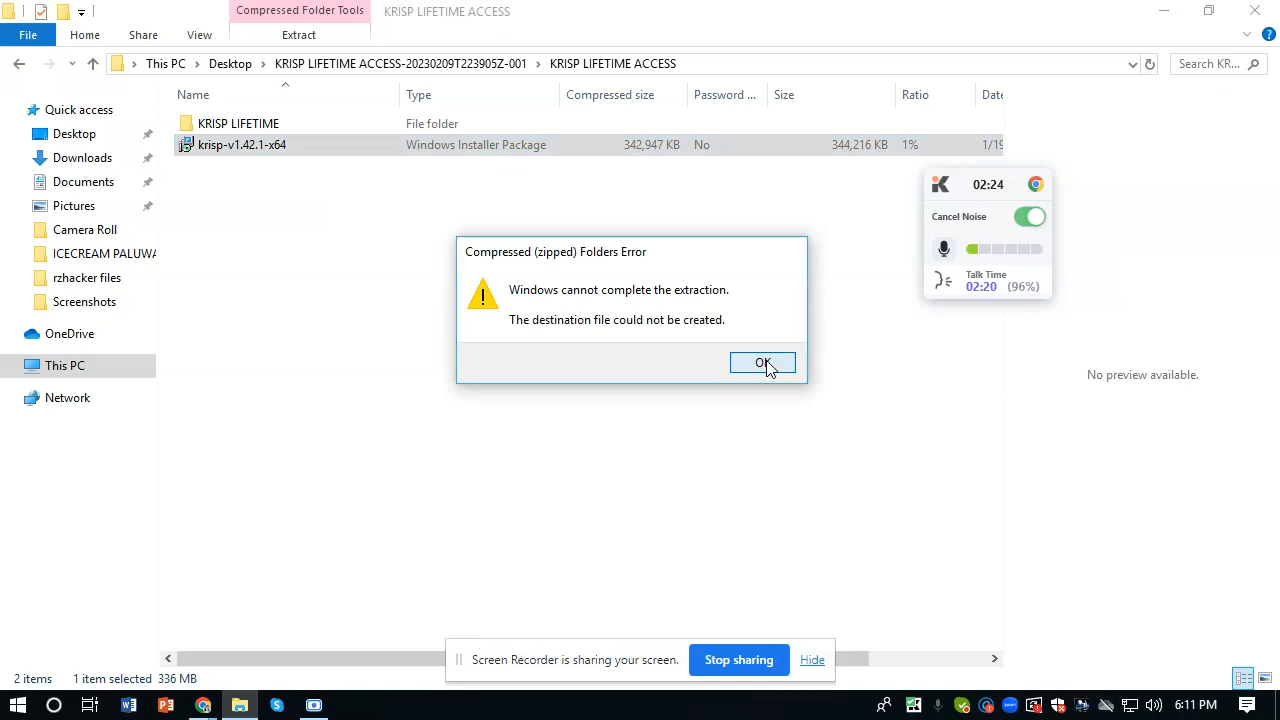 Compressed Folder Tools
KRISP LIFETIME ACCESS
File
Home
Share
View
Extract
This PC
Desktop
KRISP LIFETIME ACCESS-20230209T223905Z-001
KRISP LIFETIME ACCESS
Search KR...
Name
Type
Compressed size
Password ...
Size
Ratio
Date
KRISP LIFETIME
File folder
krisp-v1.42.1-x64
Windows Installer Package
342,947 KB
No
344,216 KB
1%
1/19
Quick access
Desktop
Downloads
Documents
Pictures
Camera Roll
ICECREAM PALUWA
rzhacker files
Screenshots
OneDrive
This PC
Network
02:24
Cancel Noise
Talk Time
02:20 (96%)
Compressed (zipped) Folders Error
Windows cannot complete the extraction.
The destination file could not be created.
OK
No preview available.
Screen Recorder is sharing your screen.
Stop sharing
Hide
2 items
1 item selected 336 MB
6:11 PM